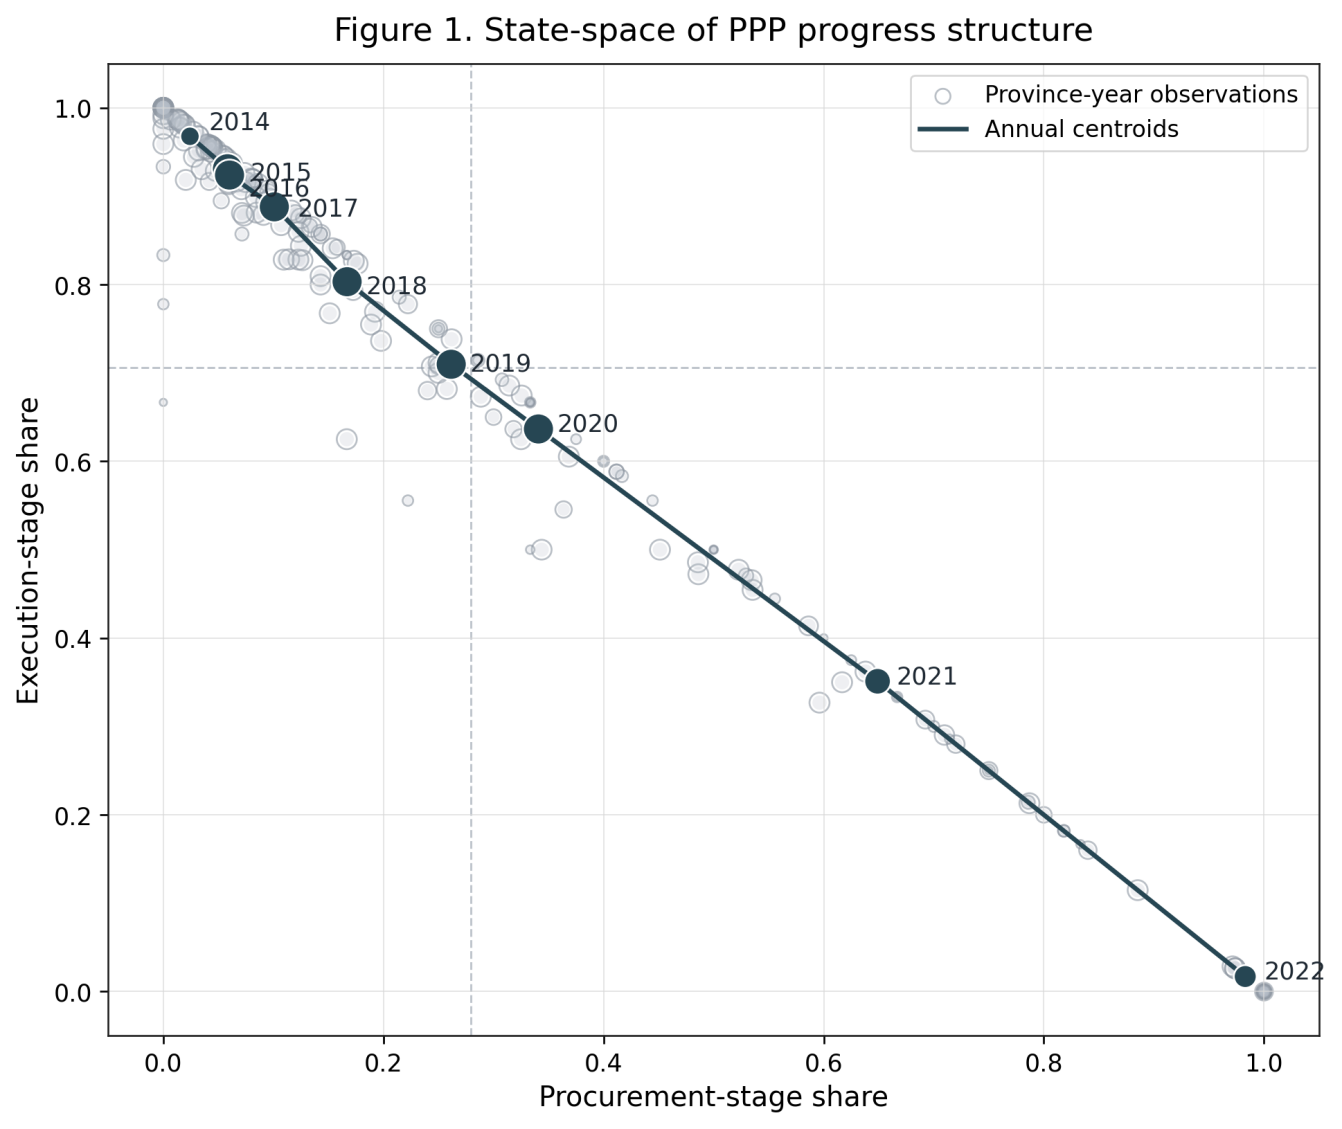 Figure 1. State-space of PPP progress structure
Province-year observations
Annual centroids
2014
2015
2016
2017
2018
2019
2020
2021
2022
Execution-stage share
1.0
0.8
0.6
0.4
0.2
0.0
0.0 0.2 0.4 0.6 0.8 1.0
Procurement-stage share